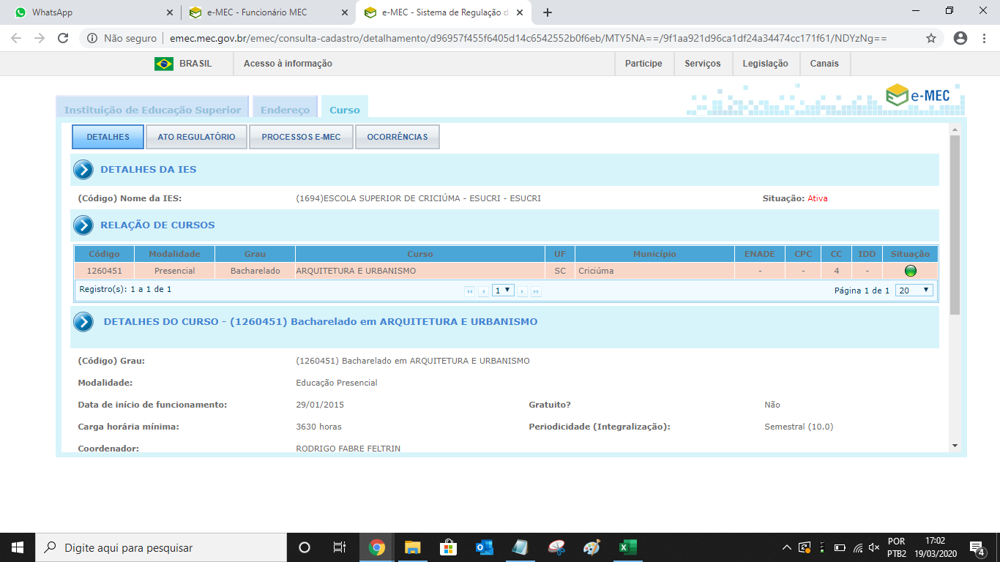 WhatsApp
e-MEC - Funcionário MEC
e-MEC - Sistema de Regulação d
Não seguro
emec.mec.gov.br/emec/consulta-cadastro/detalhamento/d96957f455f6405d14c6542552b0f6eb/MTY5NA==/9f1aa921d96ca1df24a34474cc171f61/NDYzNg==
BRASIL
Acesso à informação
Participe
Serviços
Legislação
Canais
e-MEC
Instituição de Educação Superior
Endereço
Curso
DETALHES
ATO REGULATÓRIO
PROCESSOS E-MEC
OCORRÊNCIAS
DETALHES DA IES
(Código) Nome da IES: (1694)ESCOLA SUPERIOR DE CRICIÚMA - ESUCRI - ESUCRI Situação: Ativa
RELAÇÃO DE CURSOS
Código Modalidade Grau Curso UF Município ENADE CPC CC IDD Situação
1260451 Presencial Bacharelado ARQUITETURA E URBANISMO SC Criciúma - - 4 -
Registro(s): 1 a 1 de 1 1 Página 1 de 1 20
DETALHES DO CURSO - (1260451) Bacharelado em ARQUITETURA E URBANISMO
(Código) Grau: (1260451) Bacharelado em ARQUITETURA E URBANISMO
Modalidade: Educação Presencial
Data de início de funcionamento: 29/01/2015 Gratuito? Não
Carga horária mínima: 3630 horas Periodicidade (Integralização): Semestral (10.0)
Coordenador: RODRIGO FABRE FELTRIN
Digite aqui para pesquisar
POR
PTB2
17:02
19/03/2020
4